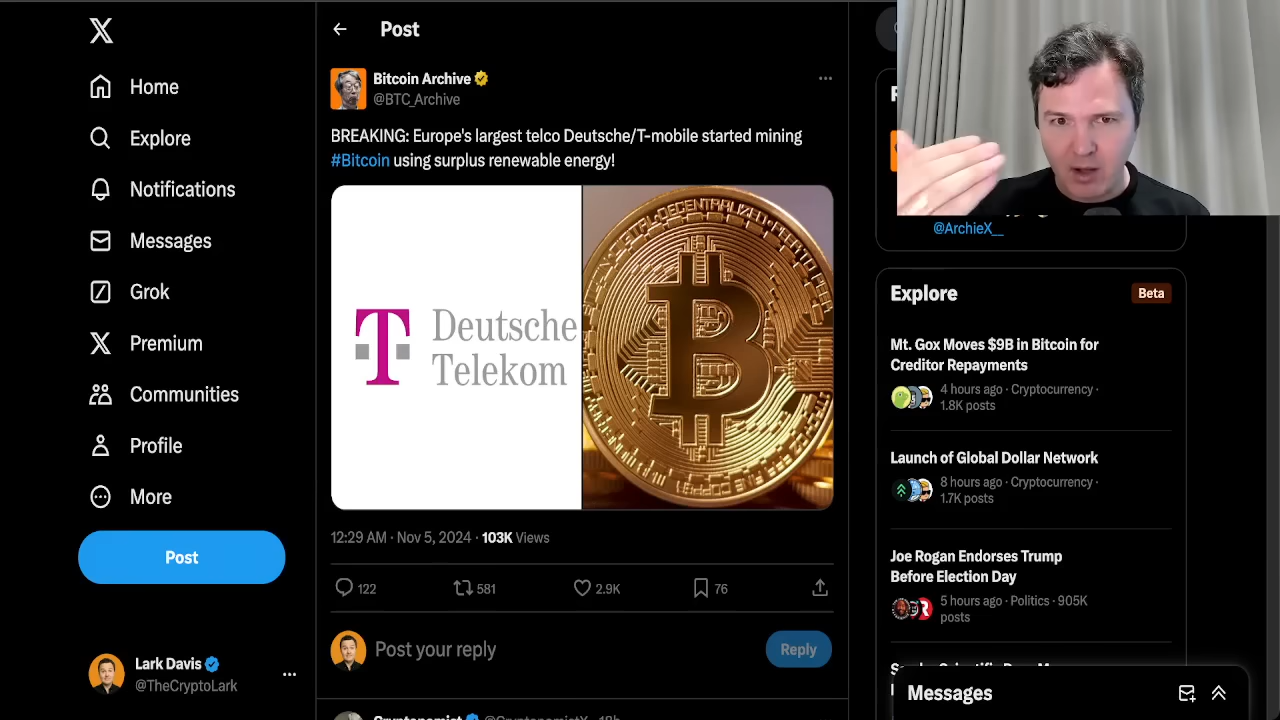 Home
Explore
Notifications
Messages
Grok
Premium
Communities
Profile
More
Post
Lark Davis
@TheCryptoLark
Post
Bitcoin Archive
@BTC_Archive
BREAKING: Europe's largest telco Deutsche/T-mobile started mining
#Bitcoin using surplus renewable energy!
T Deutsche
Telekom
DECENTRALIZED
PEER TO PEER
12:29 AM · Nov 5, 2024 · 103K Views
122
581
2.9K
76
Post your reply
Reply
@ArchieX__
Explore
Beta
Mt. Gox Moves $9B in Bitcoin for
Creditor Repayments
4 hours ago · Cryptocurrency ·
1.8K posts
Launch of Global Dollar Network
8 hours ago · Cryptocurrency ·
1.7K posts
Joe Rogan Endorses Trump
Before Election Day
5 hours ago · Politics · 905K
posts
Messages